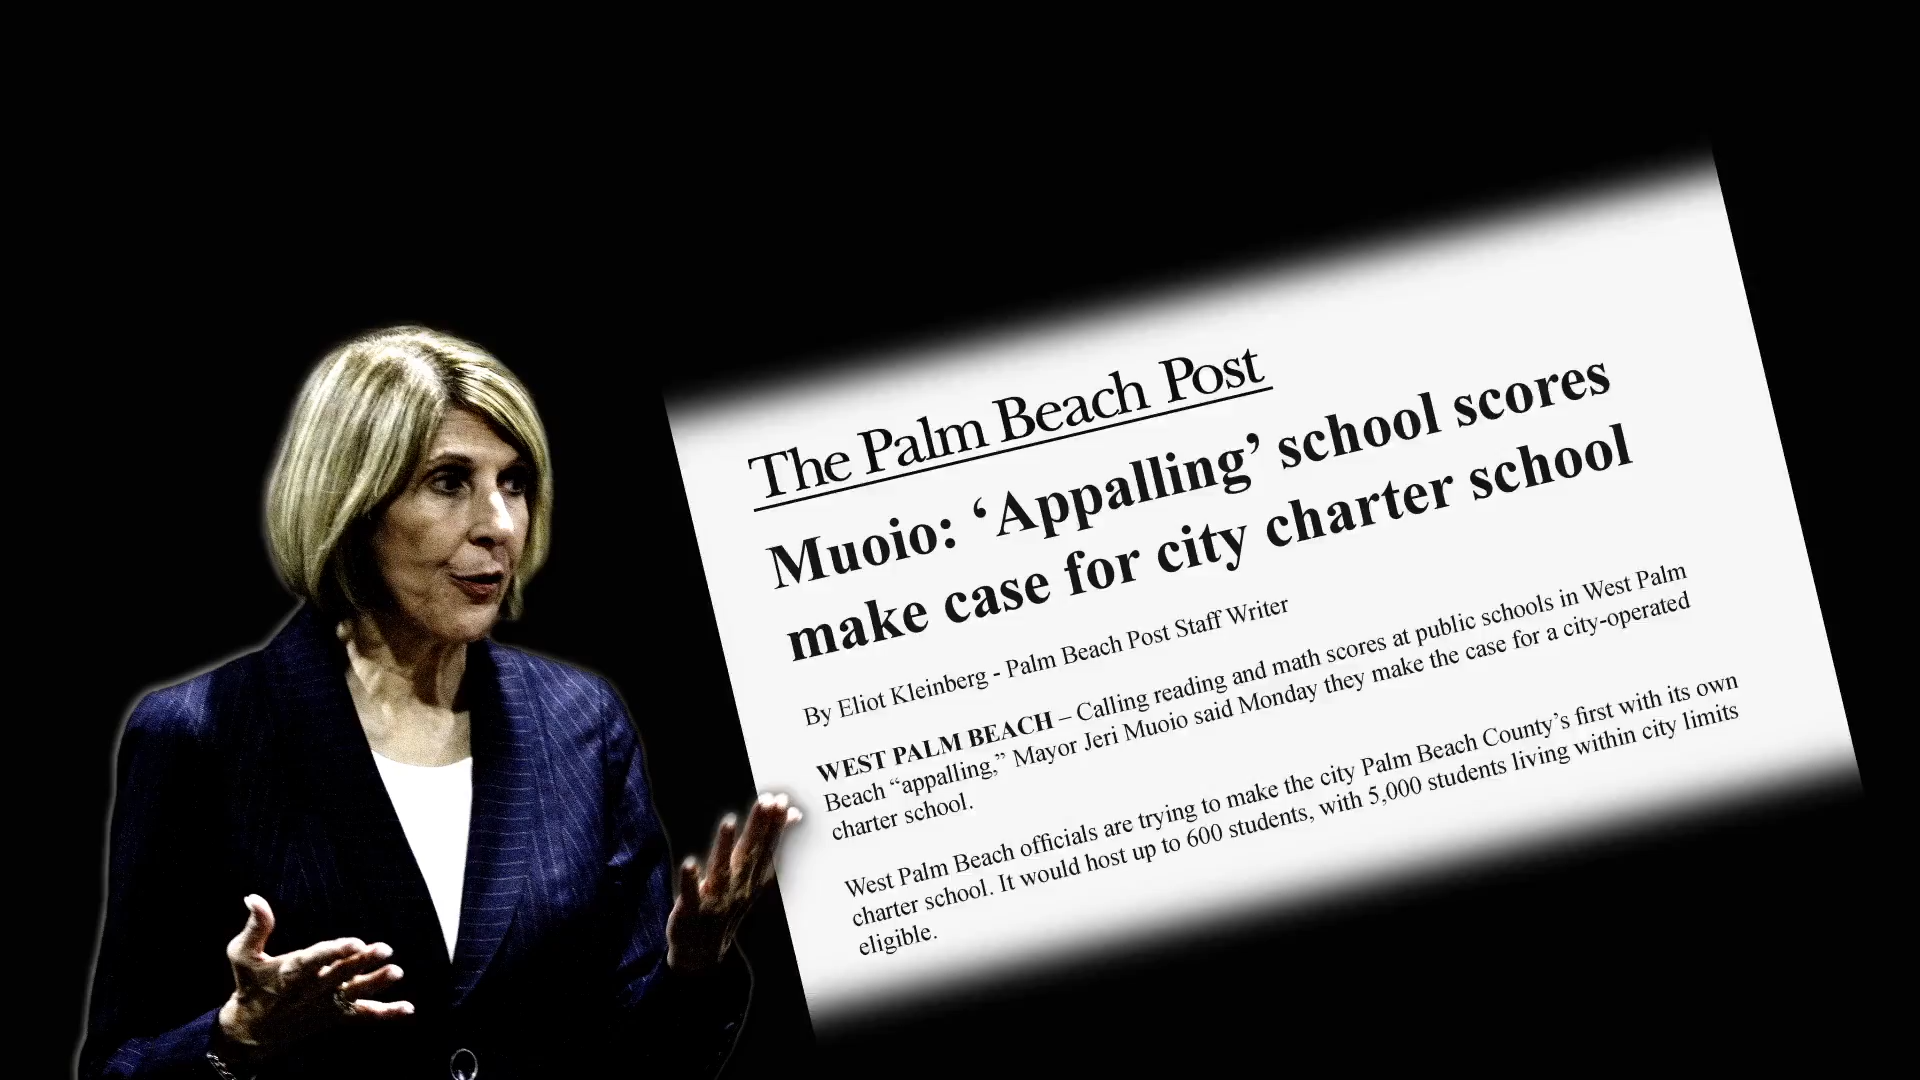 The Palm Beach Post
Muoio: ‘Appalling’ school scores
make case for city charter school
By Eliot Kleinberg - Palm Beach Post Staff Writer
WEST PALM BEACH – Calling reading and math scores at public schools in West Palm
Beach “appalling,” Mayor Jeri Muoio said Monday they make the case for a city-operated
charter school.
West Palm Beach officials are trying to make the city Palm Beach County’s first with its own
charter school. It would host up to 600 students, with 5,000 students living within city limits
eligible.